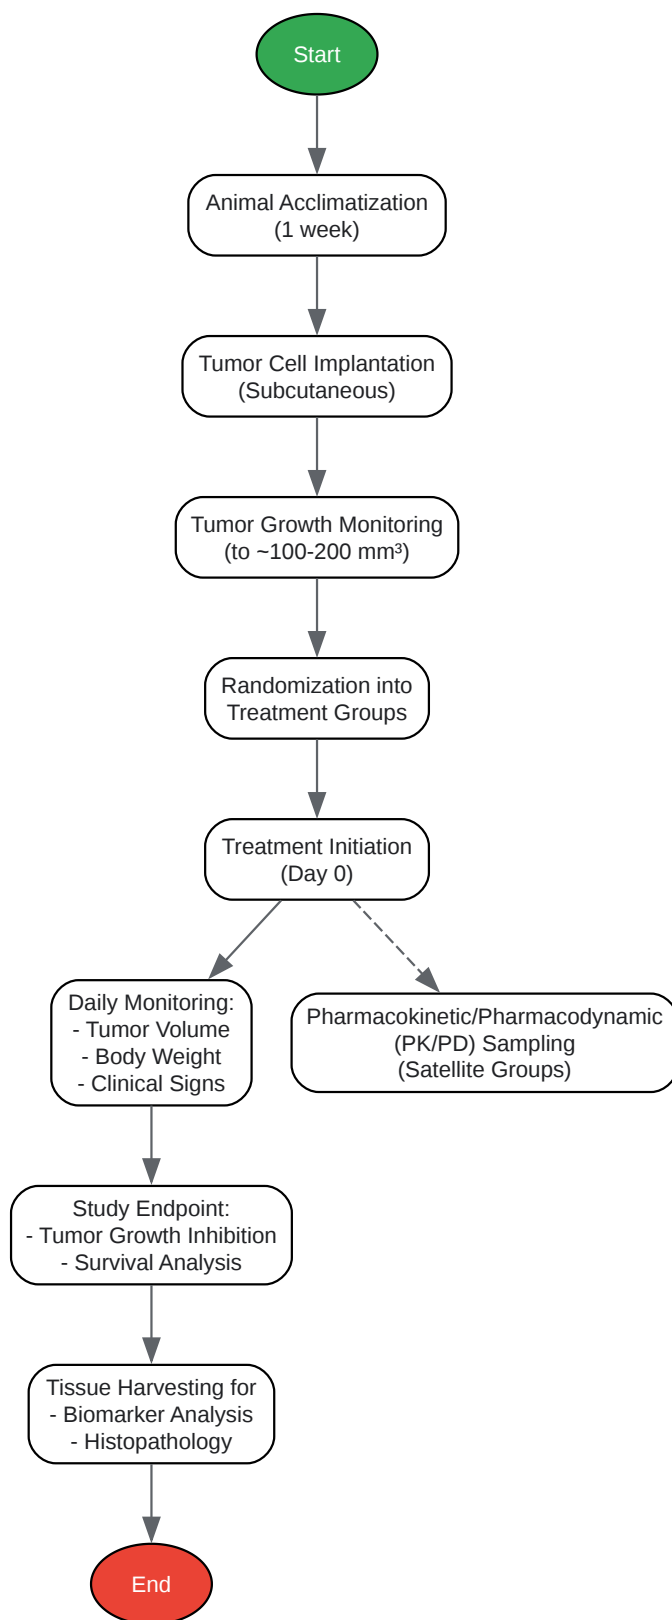 Start
Animal Acclimatization
(1 week)
Tumor Cell Implantation
(Subcutaneous)
Tumor Growth Monitoring
(to ~100-200 mm³)
Randomization into
Treatment Groups
Treatment Initiation
(Day 0)
Daily Monitoring:
- Tumor Volume
- Body Weight
- Clinical Signs
Pharmacokinetic/Pharmacodynamic
(PK/PD) Sampling
(Satellite Groups)
Study Endpoint:
- Tumor Growth Inhibition
- Survival Analysis
Tissue Harvesting for
- Biomarker Analysis
- Histopathology
End